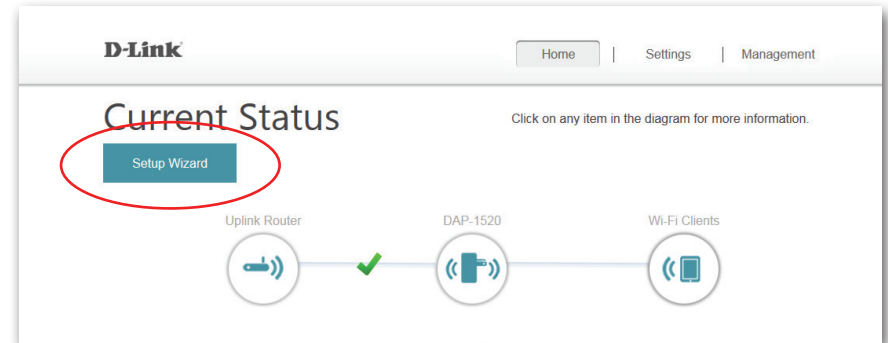 D-Link
Home | Settings | Management
Current Status
Click on any item in the diagram for more information.
Setup Wizard
Uplink Router
DAP-1520
Wi-Fi Clients